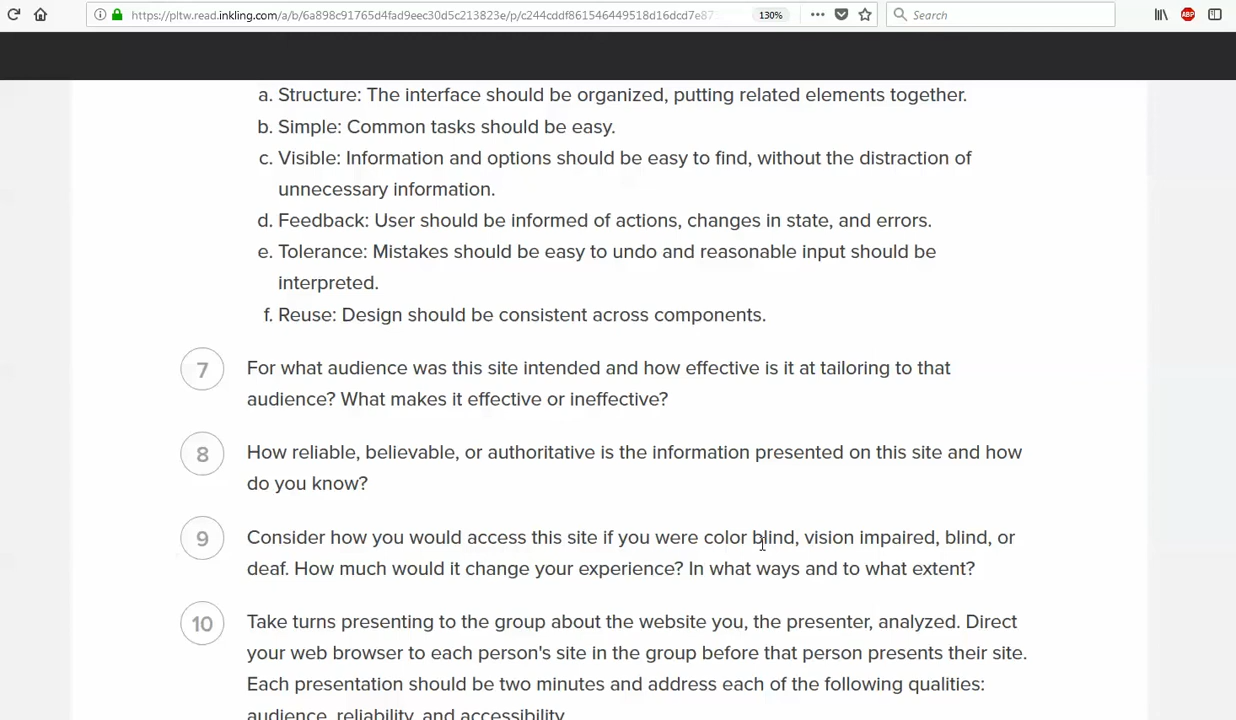 https://pltw.read.inkling.com/a/b/6a898c91765d4fad9eec30d5c213823e/p/c244cddf861546449518d16dcd7e87
130%
Search
ABP
a. Structure: The interface should be organized, putting related elements together.
b. Simple: Common tasks should be easy.
c. Visible: Information and options should be easy to find, without the distraction of
unnecessary information.
d. Feedback: User should be informed of actions, changes in state, and errors.
e. Tolerance: Mistakes should be easy to undo and reasonable input should be
interpreted.
f. Reuse: Design should be consistent across components.
7 For what audience was this site intended and how effective is it at tailoring to that
audience? What makes it effective or ineffective?
8 How reliable, believable, or authoritative is the information presented on this site and how
do you know?
9 Consider how you would access this site if you were color blind, vision impaired, blind, or
deaf. How much would it change your experience? In what ways and to what extent?
10 Take turns presenting to the group about the website you, the presenter, analyzed. Direct
your web browser to each person's site in the group before that person presents their site.
Each presentation should be two minutes and address each of the following qualities:
audience, reliability, and accessibility.